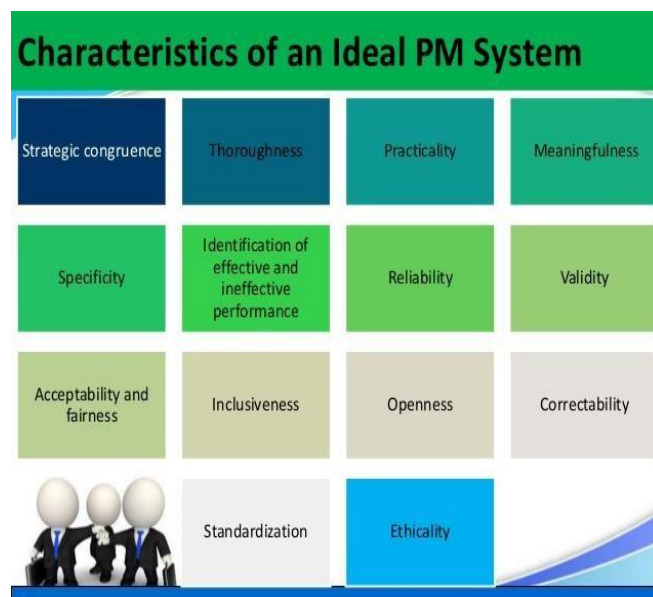 Characteristics of an Ideal PM System
Strategic congruence
Thoroughness
Practicality
Meaningfulness
Specificity
Identification of
effective and
ineffective
performance
Reliability
Validity
Acceptability and
fairness
Inclusiveness
Openness
Correctability
Standardization
Ethicality